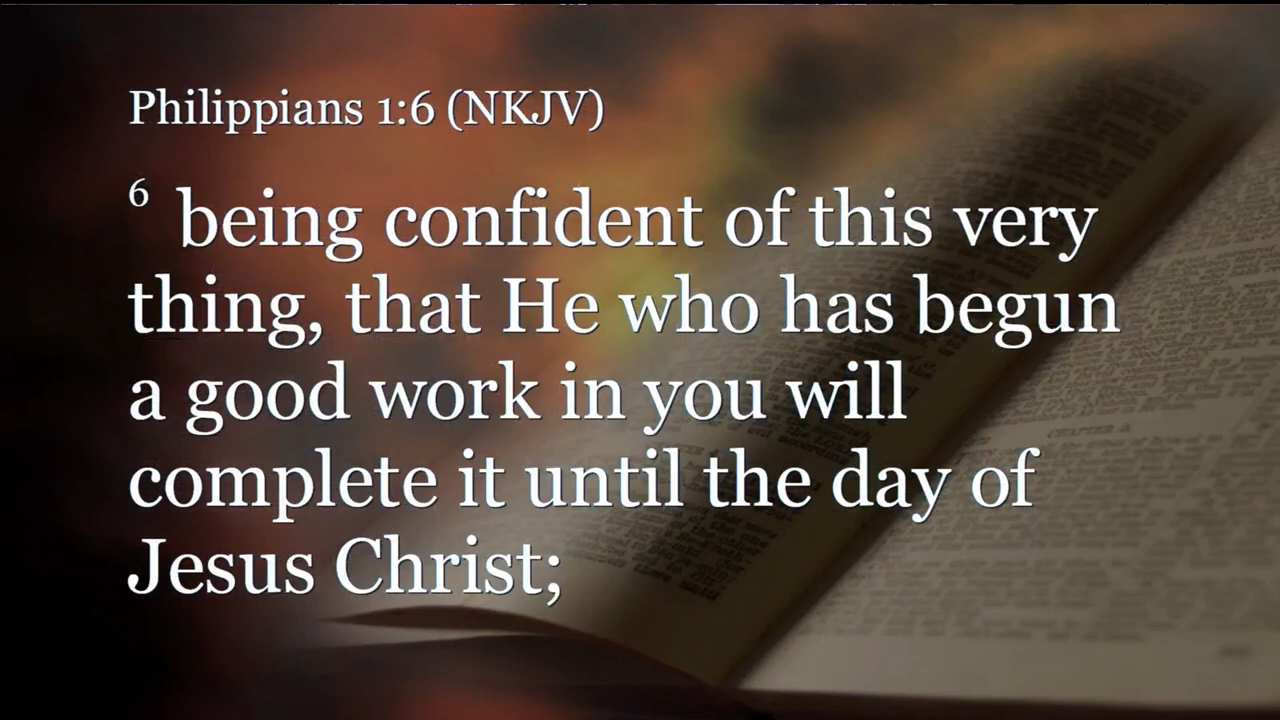 Philippians 1:6 (NKJV)
6 being confident of this very
thing, that He who has begun
a good work in you will
complete it until the day of
Jesus Christ;